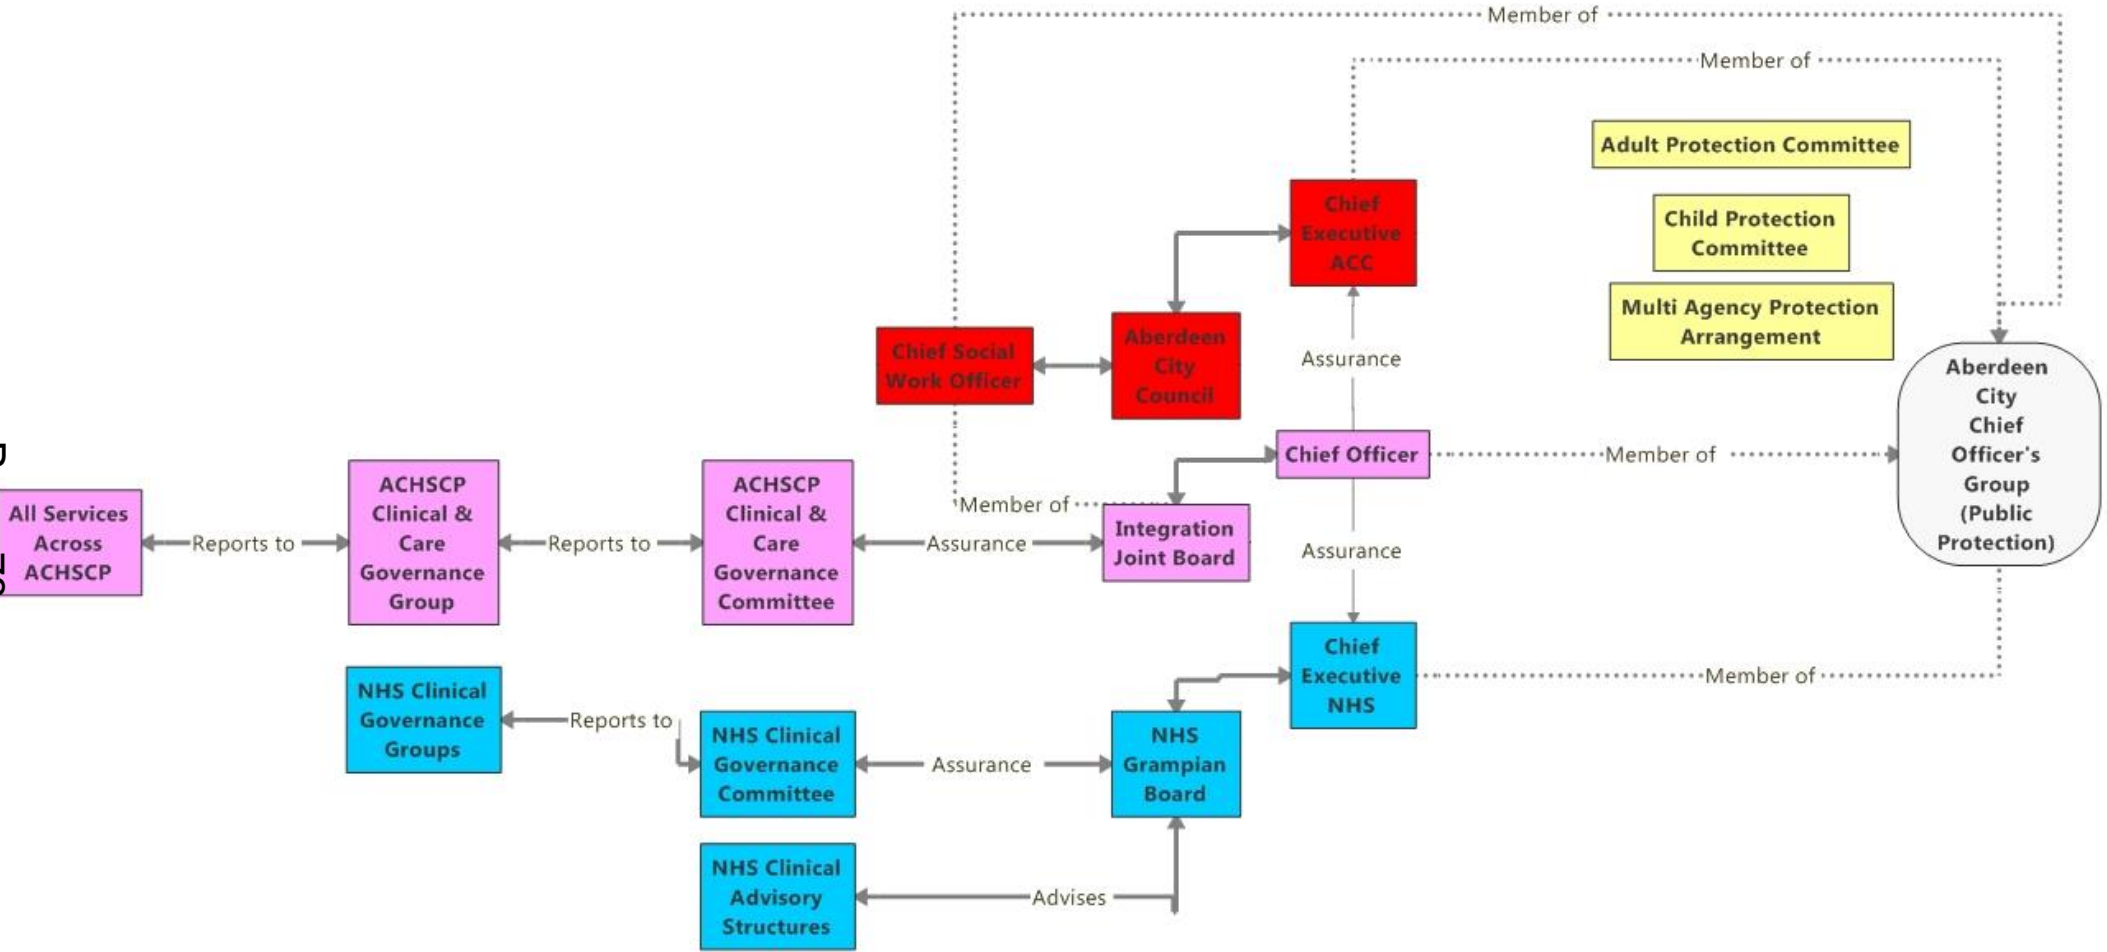 Member of
Member of
Adult Protection Committee
Chief
Executive
ACC
Child Protection
Committee
Multi Agency Protection
Arrangement
Chief Social
Work Officer
Aberdeen
City
Council
Assurance
Aberdeen
City
Chief
Officer's
Group
(Public
Protection)
Chief Officer
Member of
Member of
All Services
Across
ACHSCP
Reports to
ACHSCP
Clinical &
Care
Governance
Group
Reports to
ACHSCP
Clinical &
Care
Governance
Committee
Assurance
Integration
Joint Board
Assurance
Chief
Executive
NHS
Member of
NHS Clinical
Governance
Groups
Reports to
NHS Clinical
Governance
Committee
Assurance
NHS
Grampian
Board
NHS Clinical
Advisory
Structures
Advises